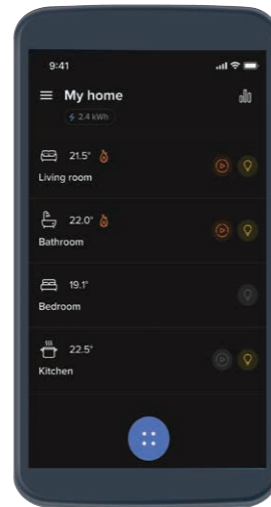 9:41
My home
2.4 kWh
21.5°
Living room
22.0°
Bathroom
19.1°
Bedroom
22.5°
Kitchen